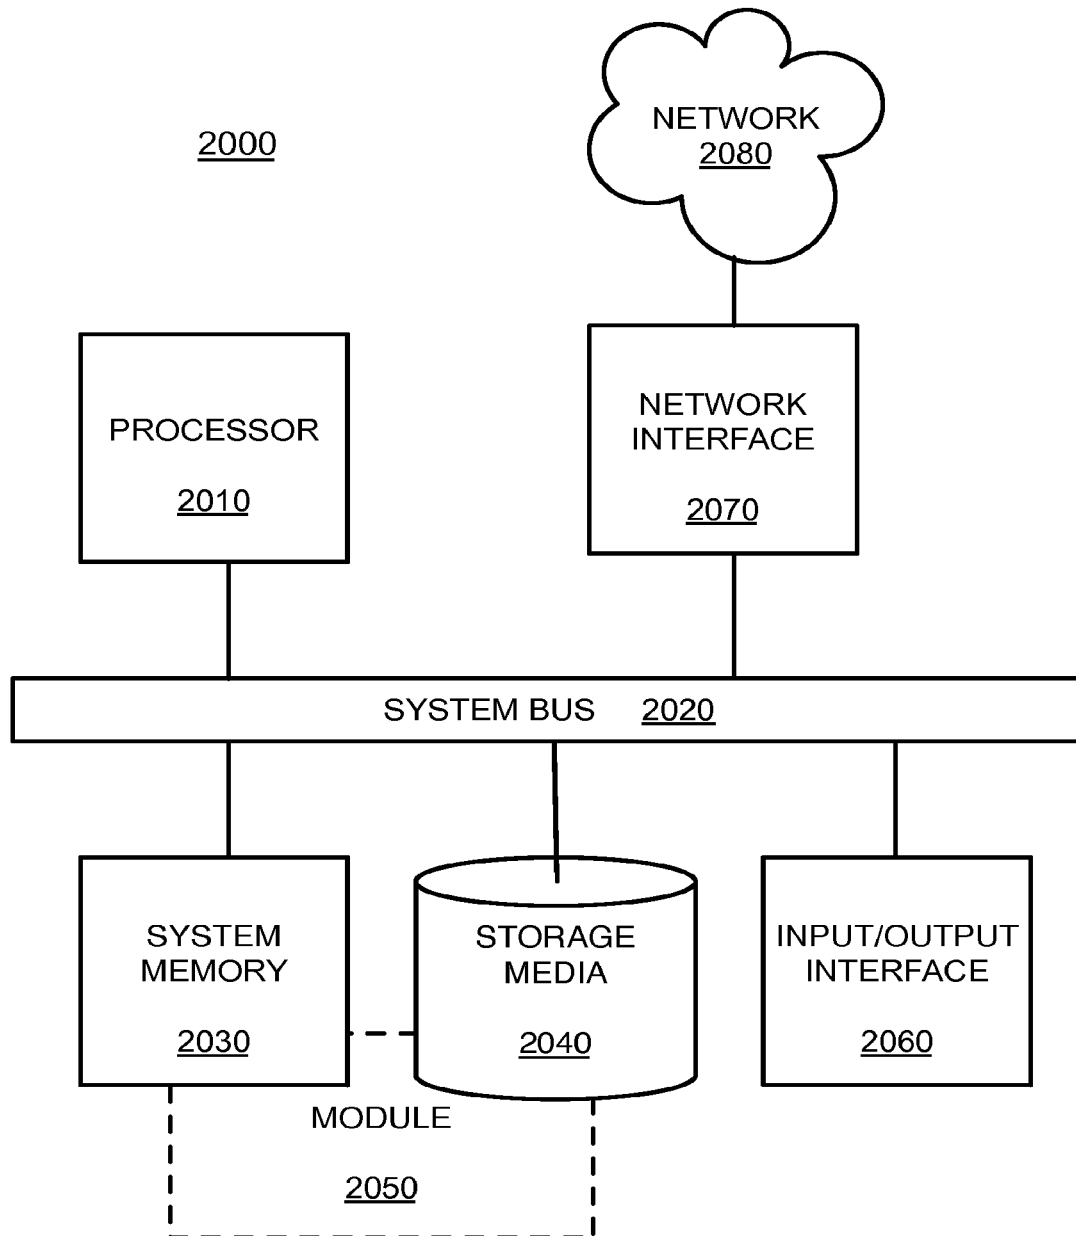 2000
NETWORK
2080
PROCESSOR
2010
NETWORK
INTERFACE
2070
SYSTEM BUS 2020
SYSTEM
MEMORY
2030
STORAGE
MEDIA
2040
INPUT/OUTPUT
INTERFACE
2060
MODULE
2050